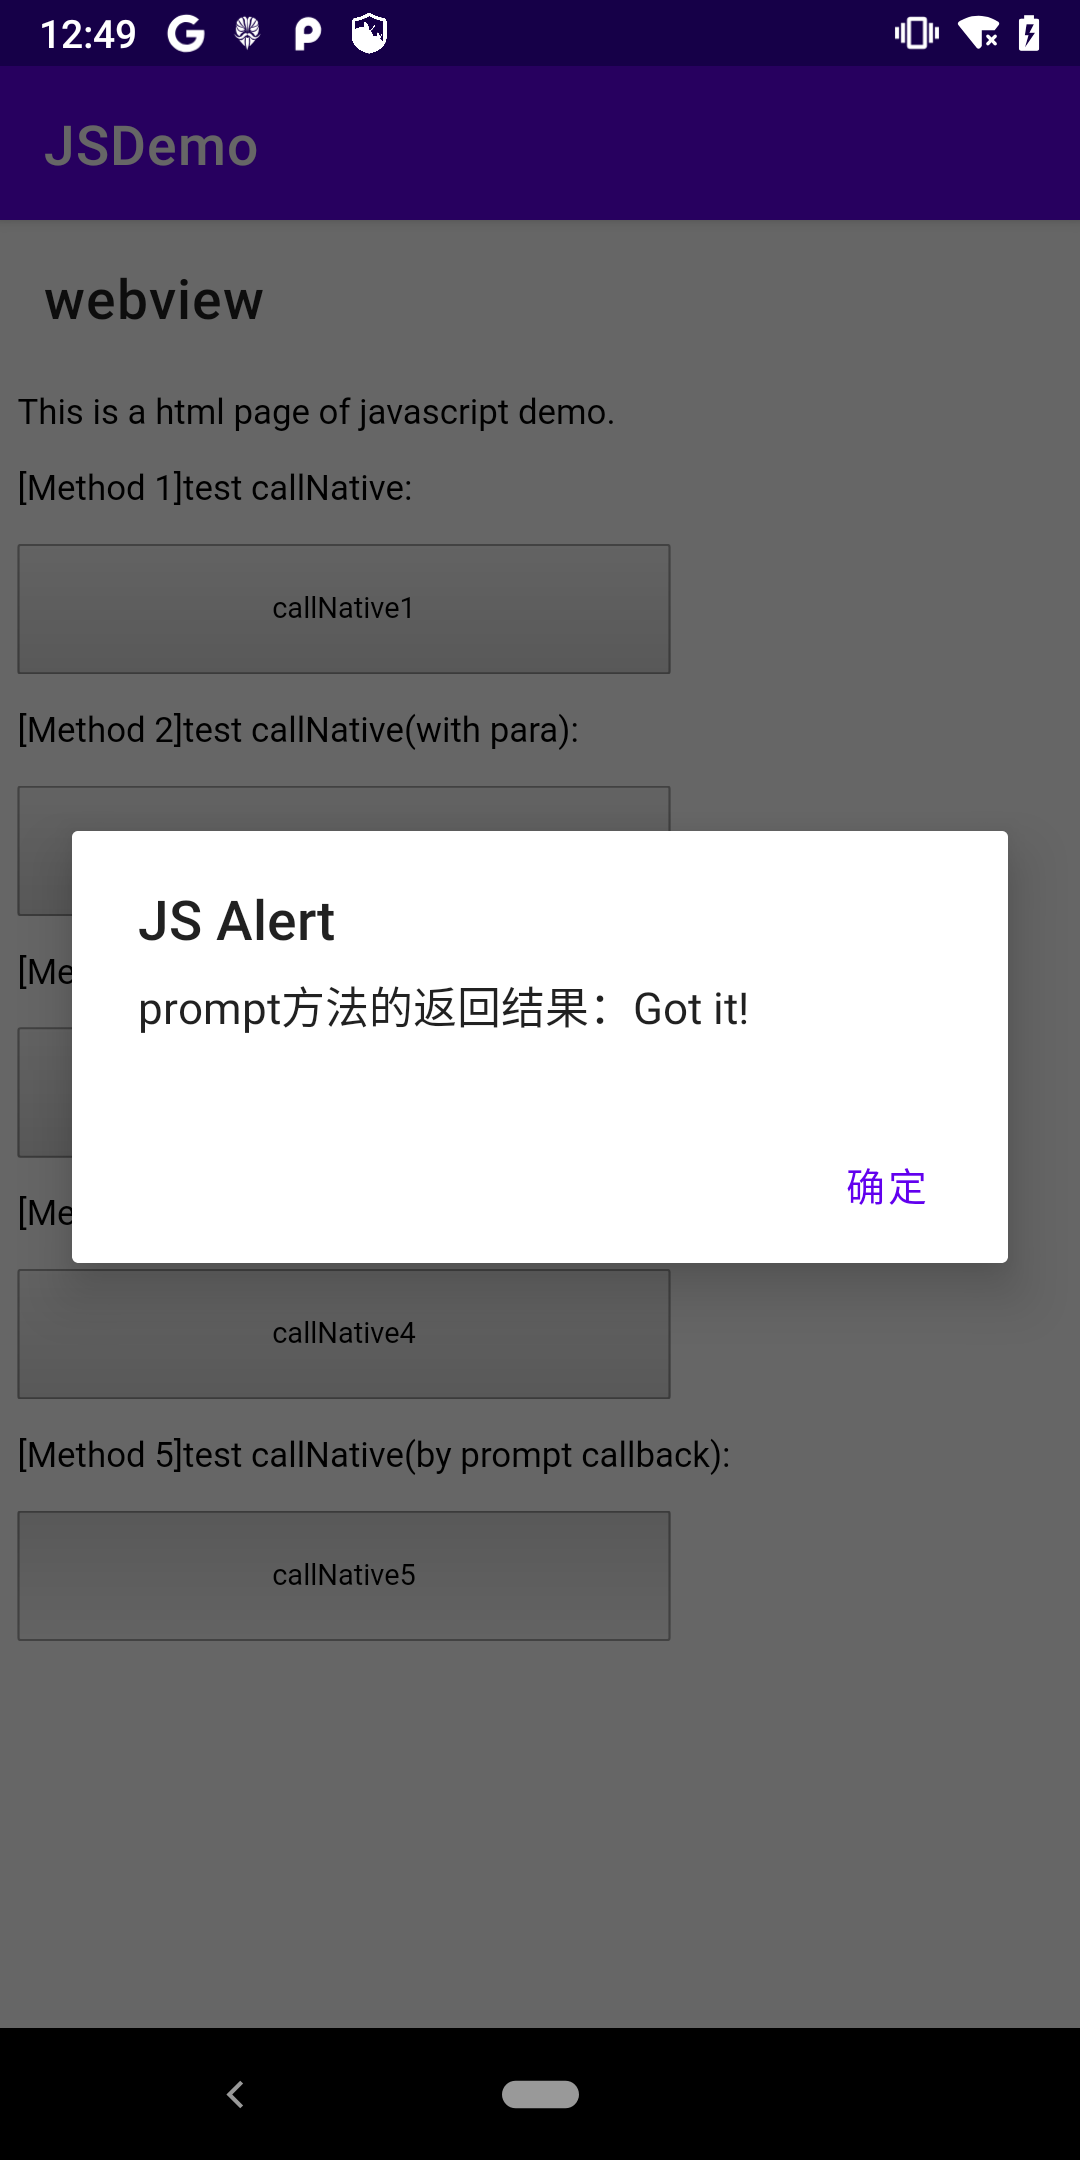 12:49
JSDemo
webview
This is a html page of javascript demo.
[Method 1]test callNative:
callNative1
[Method 2]test callNative(with para):
[Me
JS Alert
prompt方法的返回结果：Got it!
确定
[Me
callNative4
[Method 5]test callNative(by prompt callback):
callNative5